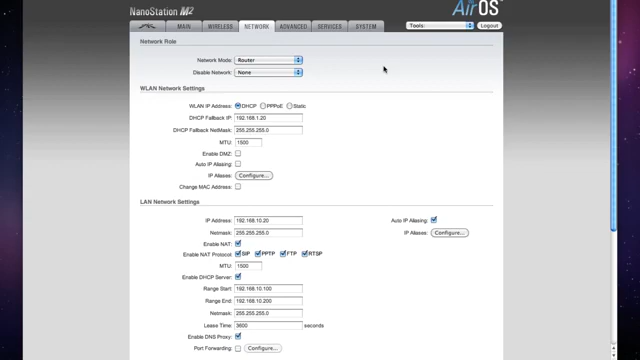 NanoStation M2 AirOS
MAIN WIRELESS NETWORK ADVANCED SERVICES SYSTEM Tools: Logout
Network Role
Network Mode: Router
Disable Network: None
WLAN Network Settings
WLAN IP Address: DHCP PPPoE Static
DHCP Fallback IP: 192.168.1.20
DHCP Fallback NetMask: 255.255.255.0
MTU: 1500
Enable DMZ:
Auto IP Aliasing:
IP Aliases: Configure...
Change MAC Address:
LAN Network Settings
IP Address: 192.168.10.20 Auto IP Aliasing:
Netmask: 255.255.255.0 IP Aliases: Configure...
Enable NAT:
Enable NAT Protocol: SIP PPTP FTP RTSP
MTU: 1500
Enable DHCP Server:
Range Start: 192.168.10.100
Range End: 192.168.10.200
Netmask: 255.255.255.0
Lease Time: 3600 seconds
Enable DNS Proxy:
Port Forwarding: Configure...